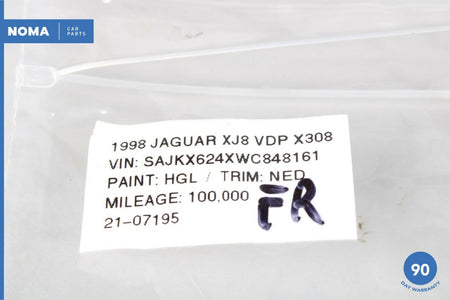 NOMA CAR PARTS
1998 JAGUAR XJ8 VDP X308
VIN: SAJKX624XWC848161
PAINT: HGL / TRIM: NED
MILEAGE: 100,000
21-07195
FR
90
DAY WARRANTY